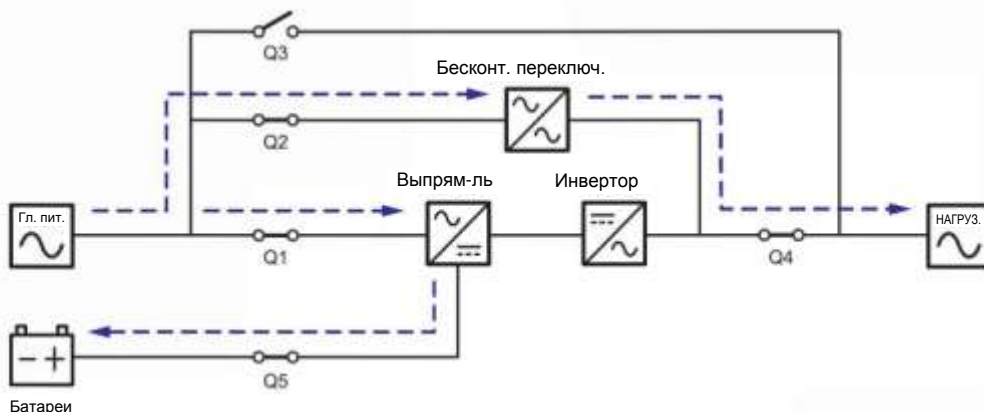 Q3
Бесконт. переключ.
Q2
Выпрям-ль
Инвертор
Гл. пит.
НАГРУЗ.
Q1
Q4
Q5
Батареи